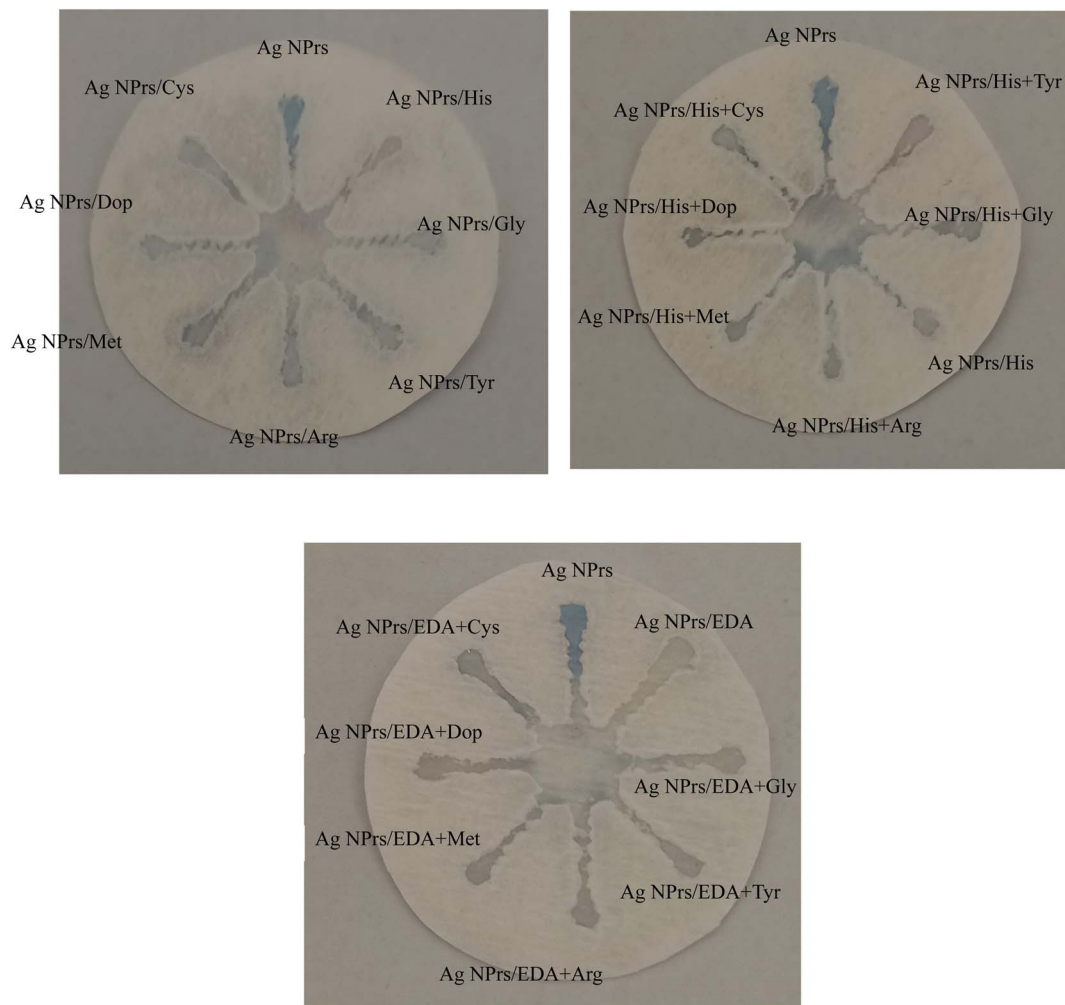 Ag NPrs
Ag NPrs/Cys
Ag NPrs/His
Ag NPrs/Dop
Ag NPrs/Gly
Ag NPrs/Met
Ag NPrs/Tyr
Ag NPrs/Arg
Ag NPrs
Ag NPrs/His+Tyr
Ag NPrs/His+Cys
Ag NPrs/His+Dop
Ag NPrs/His+Gly
Ag NPrs/His+Met
Ag NPrs/His
Ag NPrs/His+Arg
Ag NPrs
Ag NPrs/EDA+Cys
Ag NPrs/EDA
Ag NPrs/EDA+Dop
Ag NPrs/EDA+Gly
Ag NPrs/EDA+Met
Ag NPrs/EDA+Tyr
Ag NPrs/EDA+Arg